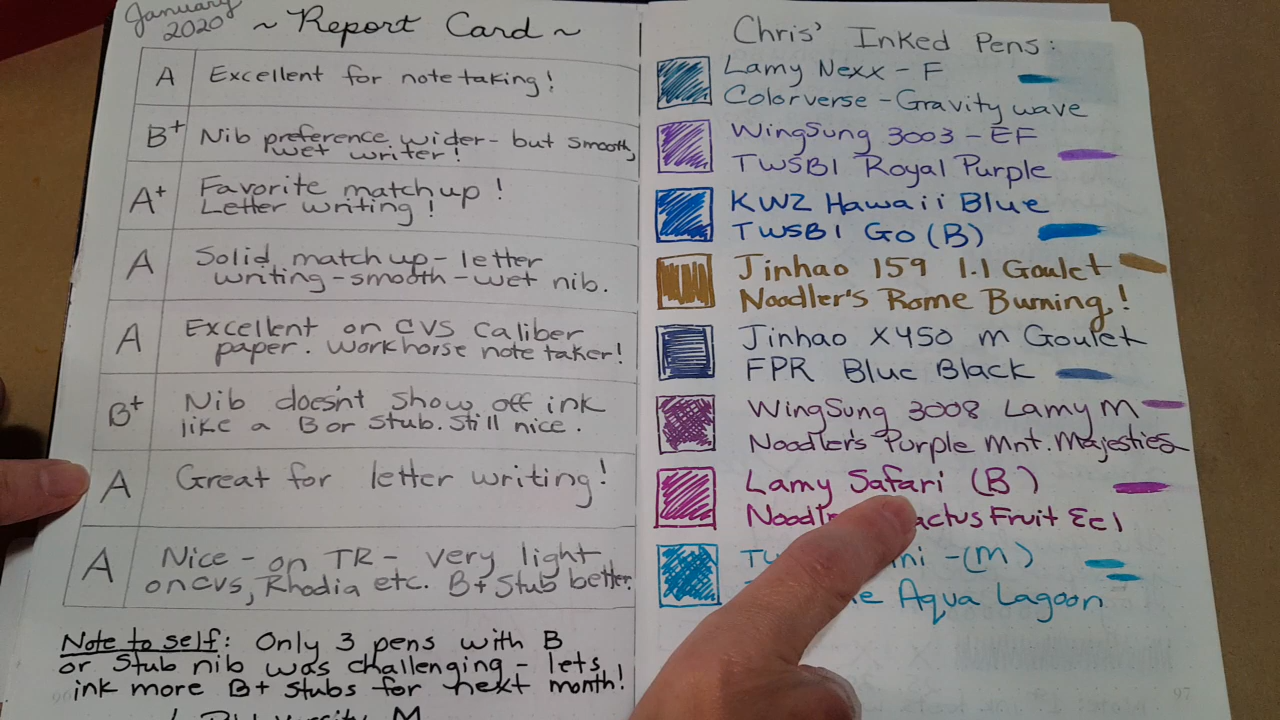 January
2020
~ Report Card ~
A
Excellent for note taking!
B+
Nib preference wider- but smooth,
wet writer!
A+
Favorite match up!
Letter writing!
A
Solid match up- letter
writing-smooth-wet nib.
A
Excellent on CVS Caliber
paper. Workhorse note taker!
B+
Nib doesn't show off ink
like a B or Stub. Still nice.
A
Great for letter writing!
A
Nice - on TR - very light
on CVS, Rhodia etc. B+ Stub better.
Note to self: Only 3 pens with B
or Stub nib was challenging - lets
ink more B+ Stubs for next month!
M
Chris' Inked Pens:
Lamy Nexx - F
Colorverse - Gravity wave
WingSung 3003 - EF
TWSBI Royal Purple
KWZ Hawaii Blue
TWSBI Go (B)
Jinhao 159 1.1 Goulet
Noodler's Rome Burning!
Jinhao X450 m Goulet
FPR Blue Black
WingSung 3008 Lamy M
Noodler's Purple Mnt. Majesties
Lamy Safari (B)
Fruit Eel
-(M)
Aqua Lagoon
97